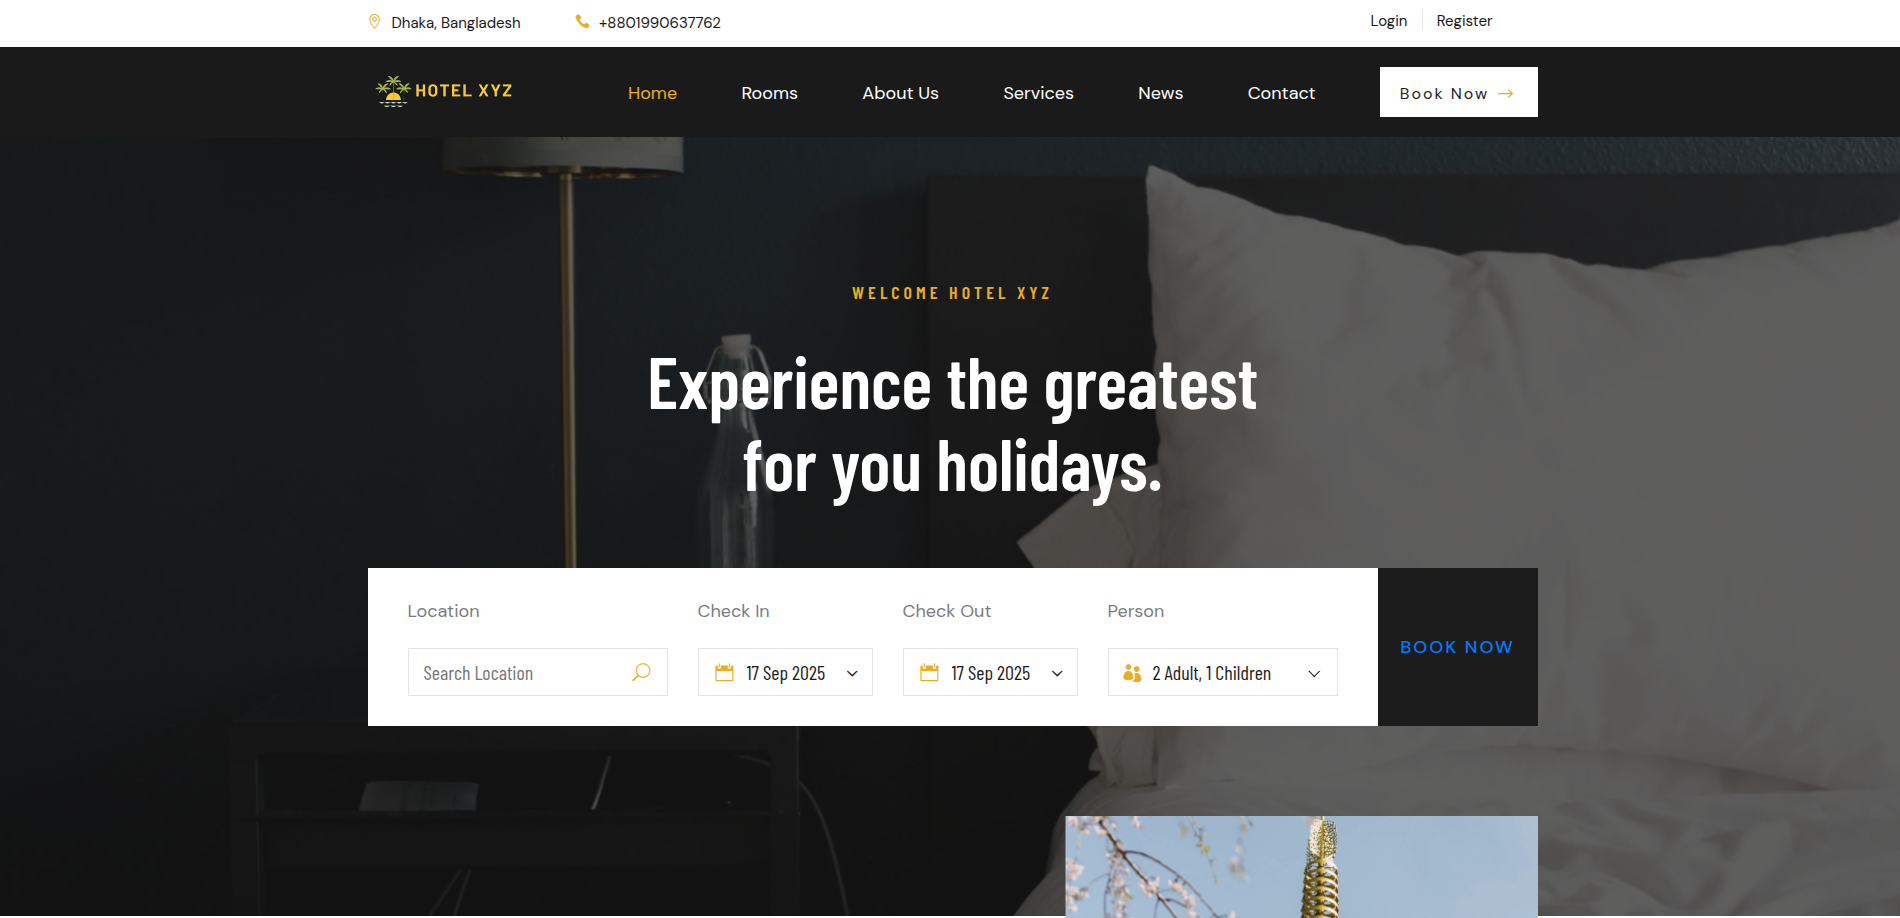 Dhaka, Bangladesh
+8801990637762
Login
Register
HOTEL XYZ
Home
Rooms
About Us
Services
News
Contact
Book Now
WELCOME HOTEL XYZ
Experience the greatest
for you holidays.
Location
Check In
Check Out
Person
Search Location
17 Sep 2025
17 Sep 2025
2 Adult, 1 Children
BOOK NOW